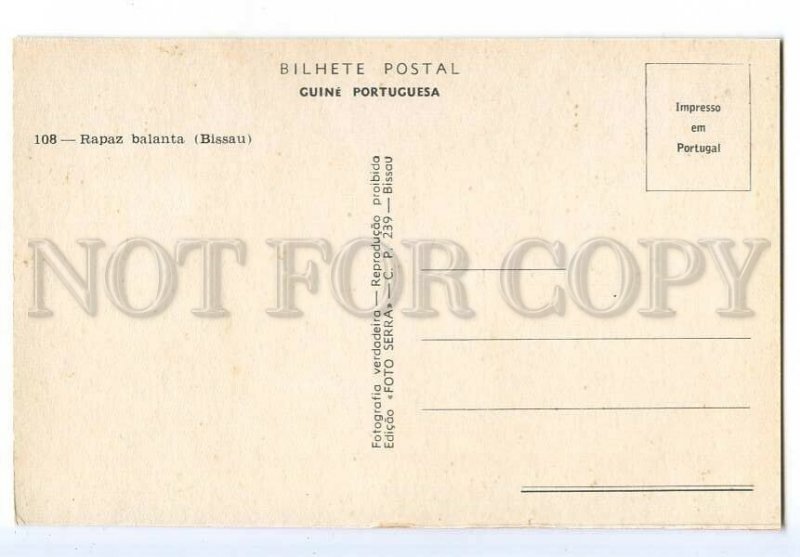 BILHETE POSTAL
GUINÉ PORTUGUESA
Impresso
em
Portugal
108 — Rapaz balanta (Bissau)
Fotografia verdadeira — Reprodução proibida
Edição «FOTO SERRA» — C. P. 239 — Bissau
NOT FOR COPY